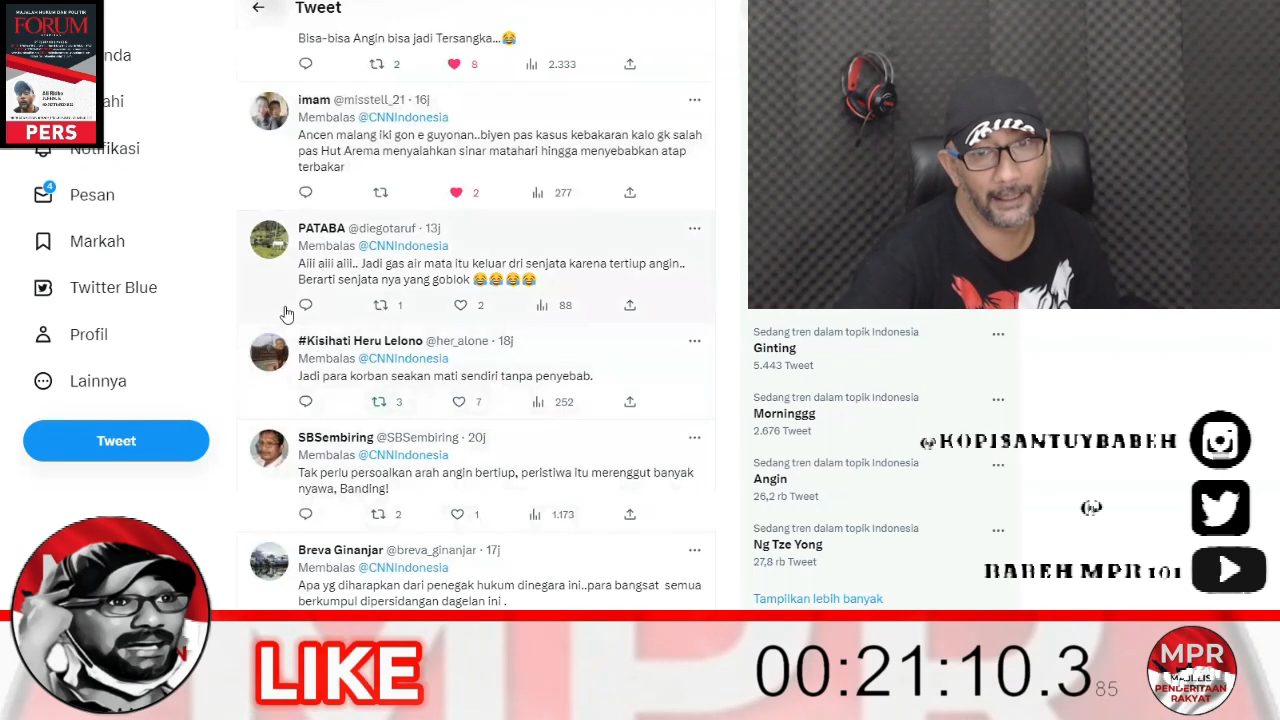 MAJALAH HUKUM DAN POLITIK
FORUM
Ali Ridho
PERS
nda
ahi
Notifikasi
4
Pesan
Markah
Twitter Blue
Profil
Lainnya
Tweet
Tweet
Bisa-bisa Angin bisa jadi Tersangka...😂
2 8 2.333
imam @misstell_21 · 16j
Membalas @CNNIndonesia
Ancen malang iki gon e guyonan..blyen pas kasus kebakaran kalo gk salah
pas Hut Arema menyalahkan sinar matahari hingga menyebabkan atap
terbakar
2 277
PATABA @diegotaruf · 13j
Membalas @CNNIndonesia
Aiii aiii aiii.. Jadi gas air mata itu keluar dri senjata karena tertiup angin..
Berarti senjata nya yang goblok 😂😂😂😂
1 2 88
#Kisihati Heru Lelono @her_alone · 18j
Membalas @CNNIndonesia
Jadi para korban seakan mati sendiri tanpa penyebab.
3 7 252
SBSembiring @SBSembiring · 20j
Membalas @CNNIndonesia
Tak perlu persoalkan arah angin bertiup, peristiwa itu merenggut banyak
nyawa, Banding!
2 1 1.173
Breva Ginanjar @breva_ginanjar · 17j
Membalas @CNNIndonesia
Apa yg diharapkan dari penegak hukum dinegara ini..para bangsat semua
berkumpul dipersidangan dagelan ini .
Sedang tren dalam topik Indonesia
Ginting
5.443 Tweet
Sedang tren dalam topik Indonesia
Morninggg
2.676 Tweet
Sedang tren dalam topik Indonesia
Angin
26,2 rb Tweet
Sedang tren dalam topik Indonesia
Ng Tze Yong
27,8 rb Tweet
Tampilkan lebih banyak
@KOPISANTUYBABEH
@
BABEH MPR 101
LIKE
00:21:10.3
85
MPR
MAJELIS
PENDERITAAN
RAKYAT